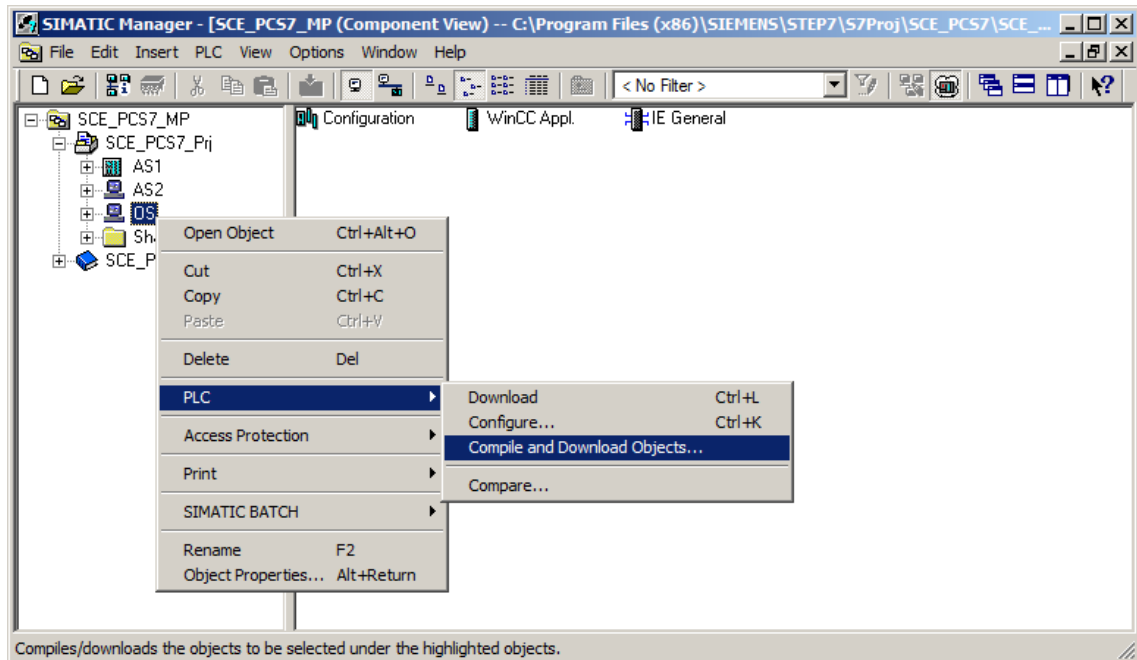 SIMATIC Manager - [SCE_PCS7_MP (Component View) -- C:\Program Files (x86)\SIEMENS\STEP7\S7Proj\SCE_PCS7\SCE_...
File Edit Insert PLC View Options Window Help
< No Filter >
SCE_PCS7_MP
SCE_PCS7_Prj
AS1
AS2
OS
Sh
SCE_P
Configuration WinCC Appl. IE General
Open Object Ctrl+Alt+O
Cut Ctrl+X
Copy Ctrl+C
Paste Ctrl+V
Delete Del
PLC
Access Protection
Print
SIMATIC BATCH
Rename F2
Object Properties... Alt+Return
Download Ctrl+L
Configure... Ctrl+K
Compile and Download Objects...
Compare...
Compiles/downloads the objects to be selected under the highlighted objects.